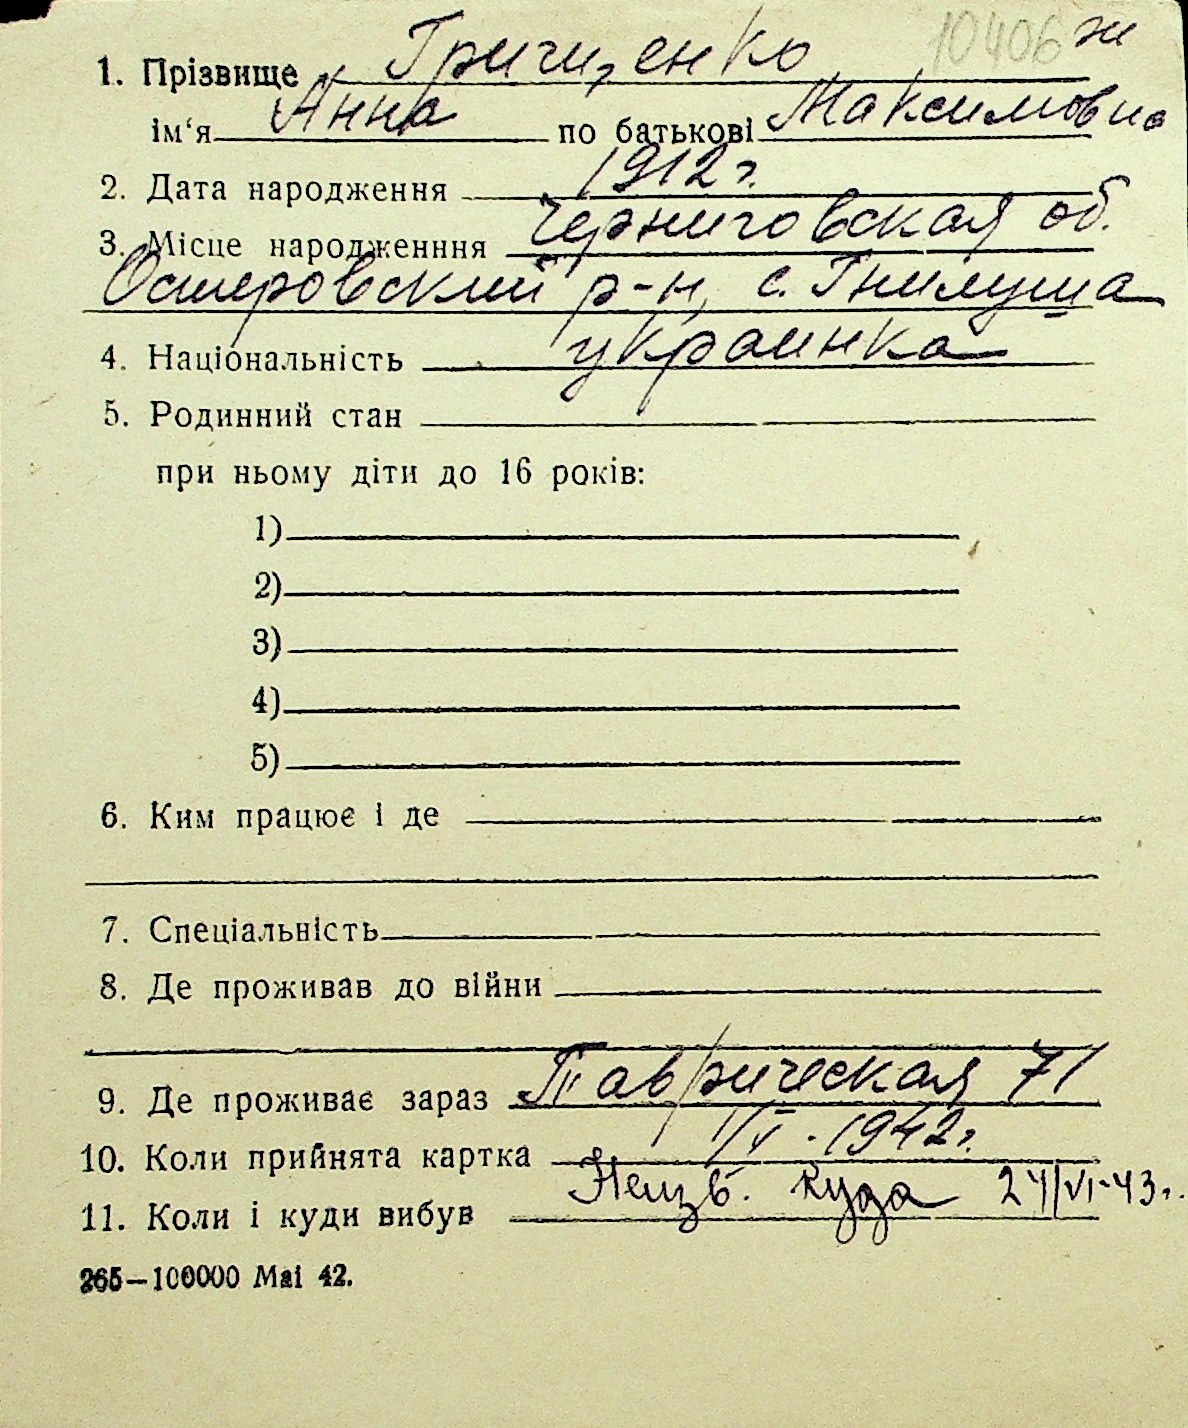 10406 ж
1. Прізвище Грищенко
ім‘я Анна по батькові Максимовна
2. Дата народження 1912 г.
3. Місце народженння Черниговская об.
Остеровский р-н, с. Гнилуша
4. Національність украинка
5. Родинний стан
при ньому діти до 16 років:
1)
2)
3)
4)
5)
6. Ким працює і де
7. Спеціальність
8. Де проживав до війни
9. Де проживає зараз Таврическая 71
10. Коли прийнята картка 1/V - 1942 г.
11. Коли і куди вибув Неизв. куда 24/VI-43 г.
265—100000 Mai 42.